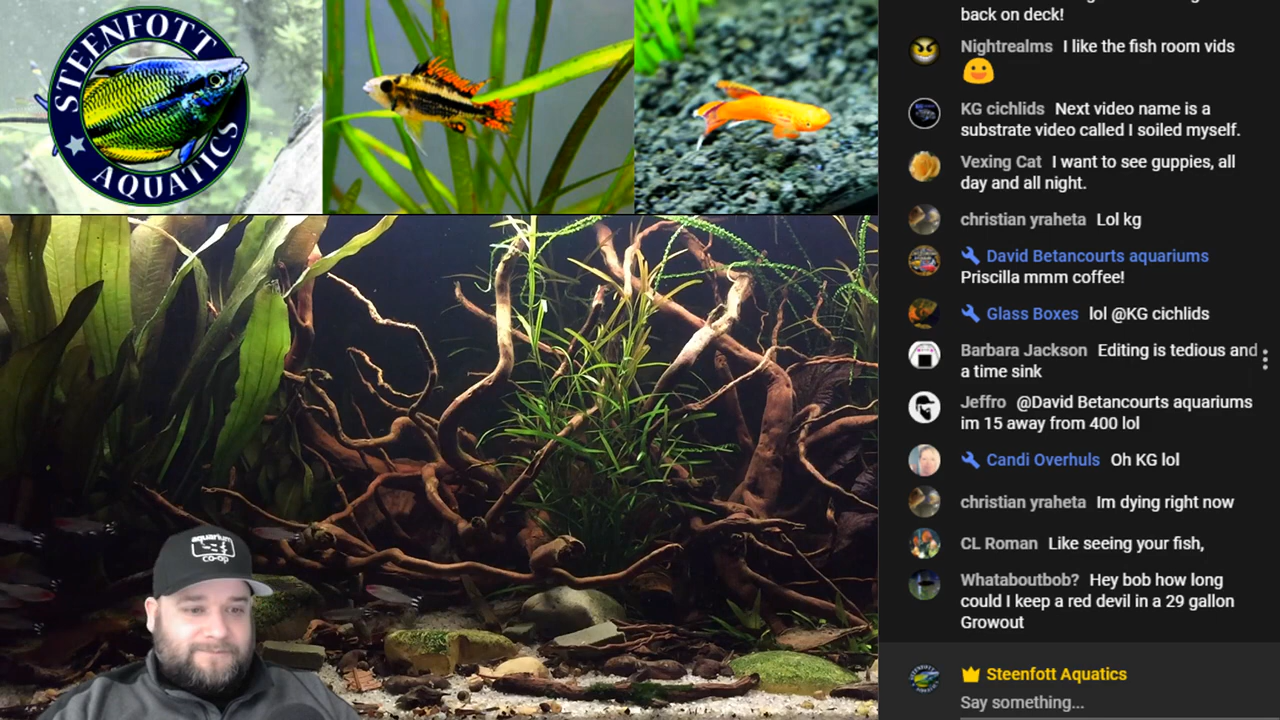 STEENFOTT
AQUATICS
aquarium
co-op
back on deck!
Nightrealms I like the fish room vids
KG cichlids Next video name is a
substrate video called I soiled myself.
Vexing Cat I want to see guppies, all
day and all night.
christian yraheta Lol kg
David Betancourts aquariums
Priscilla mmm coffee!
Glass Boxes lol @KG cichlids
Barbara Jackson Editing is tedious and
a time sink
Jeffro @David Betancourts aquariums
im 15 away from 400 lol
Candi Overhuls Oh KG lol
christian yraheta Im dying right now
CL Roman Like seeing your fish,
Whataboutbob? Hey bob how long
could I keep a red devil in a 29 gallon
Growout
Steenfott Aquatics
Say something...